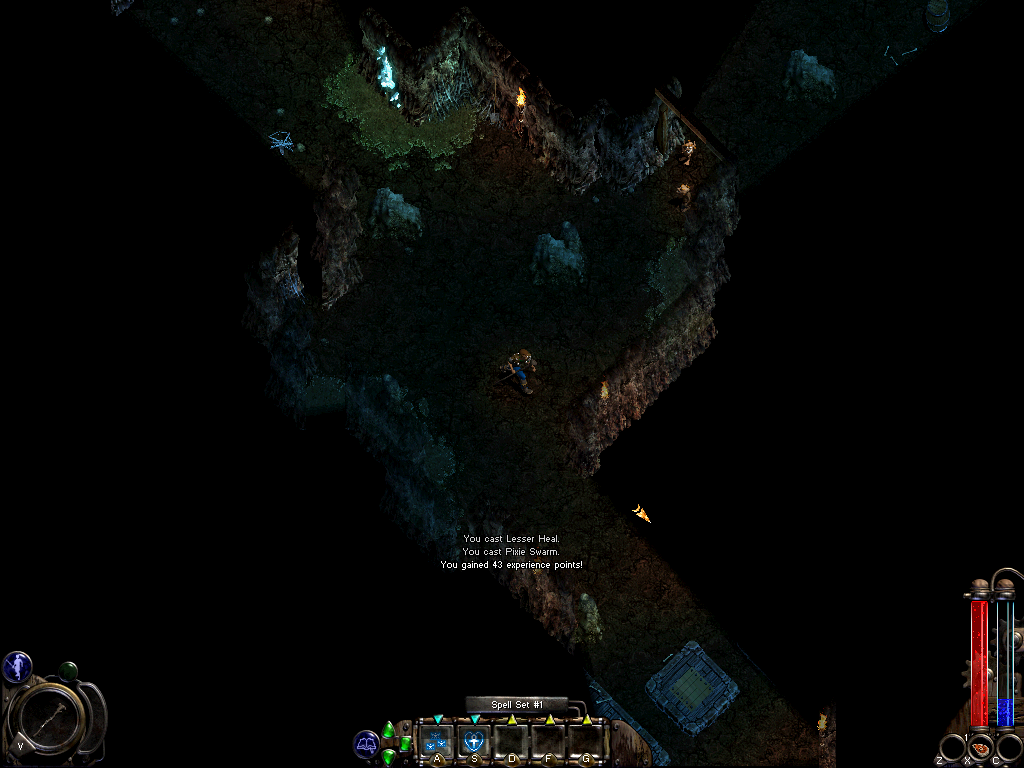 You cast Lesser Heal.
You cast Pixie Swarm.
You gained 43 experience points!
Spell Set #1
V
A S D F G
Z X C